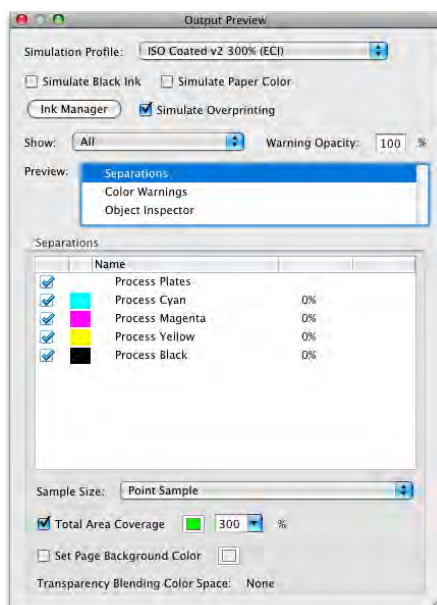 Output Preview
Simulation Profile: ISO Coated v2 300% (ECI)
Simulate Black Ink Simulate Paper Color
Ink Manager Simulate Overprinting
Show: All Warning Opacity: 100 %
Preview: Separations
Color Warnings
Object Inspector
Separations
Name
Process Plates
Process Cyan 0%
Process Magenta 0%
Process Yellow 0%
Process Black 0%
Sample Size: Point Sample
Total Area Coverage 300 %
Set Page Background Color
Transparency Blending Color Space: None